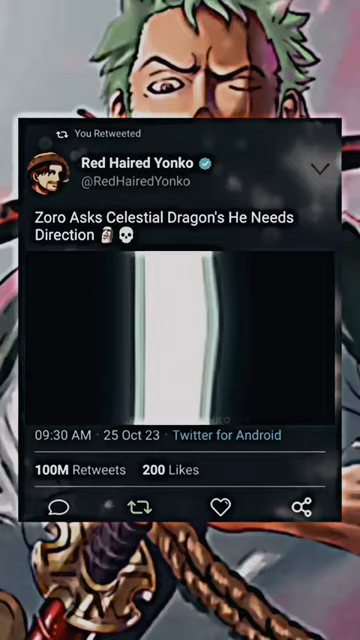 You Retweeted
Red Haired Yonko
@RedHairedYonko
Zoro Asks Celestial Dragon's He Needs
Direction 🗿💀
09:30 AM · 25 Oct 23 · Twitter for Android
100M Retweets 200 Likes